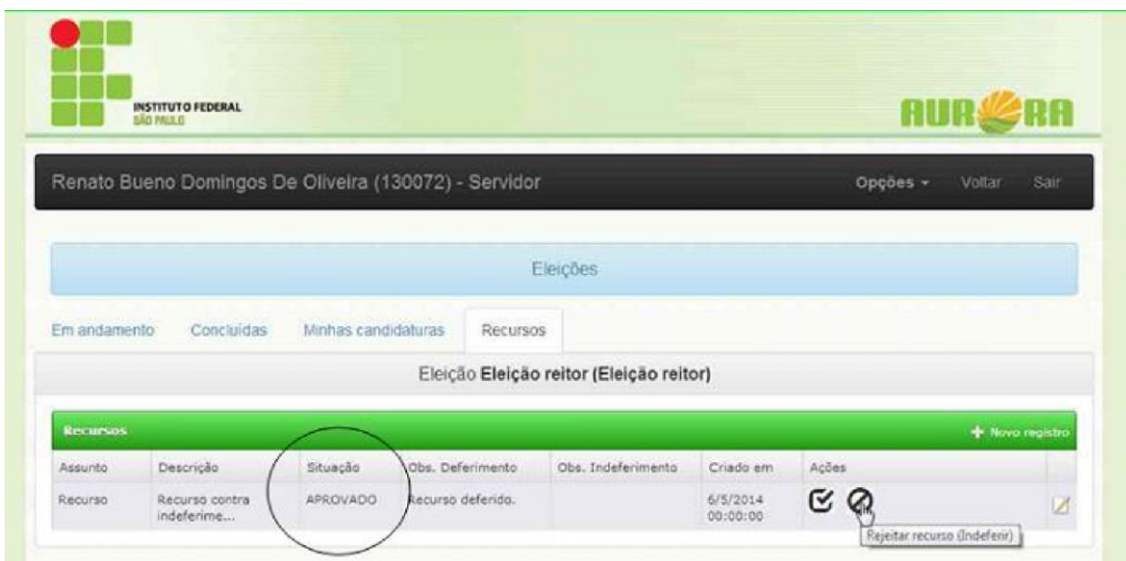 INSTITUTO FEDERAL
SÃO PAULO
AURORA
Renato Bueno Domingos De Oliveira (130072) - Servidor
Opções
Voltar
Sair
Eleições
Em andamento
Concluídas
Minhas candidaturas
Recursos
Eleição Eleição reitor (Eleição reitor)
Recursos
Novo registro
Assunto
Descrição
Situação
Obs. Deferimento
Obs. Indeferimento
Criado em
Ações
Recurso
Recurso contra
indeferime...
APROVADO
Recurso deferido.
6/5/2014
00:00:00
Rejeitar recurso (Indeferir)